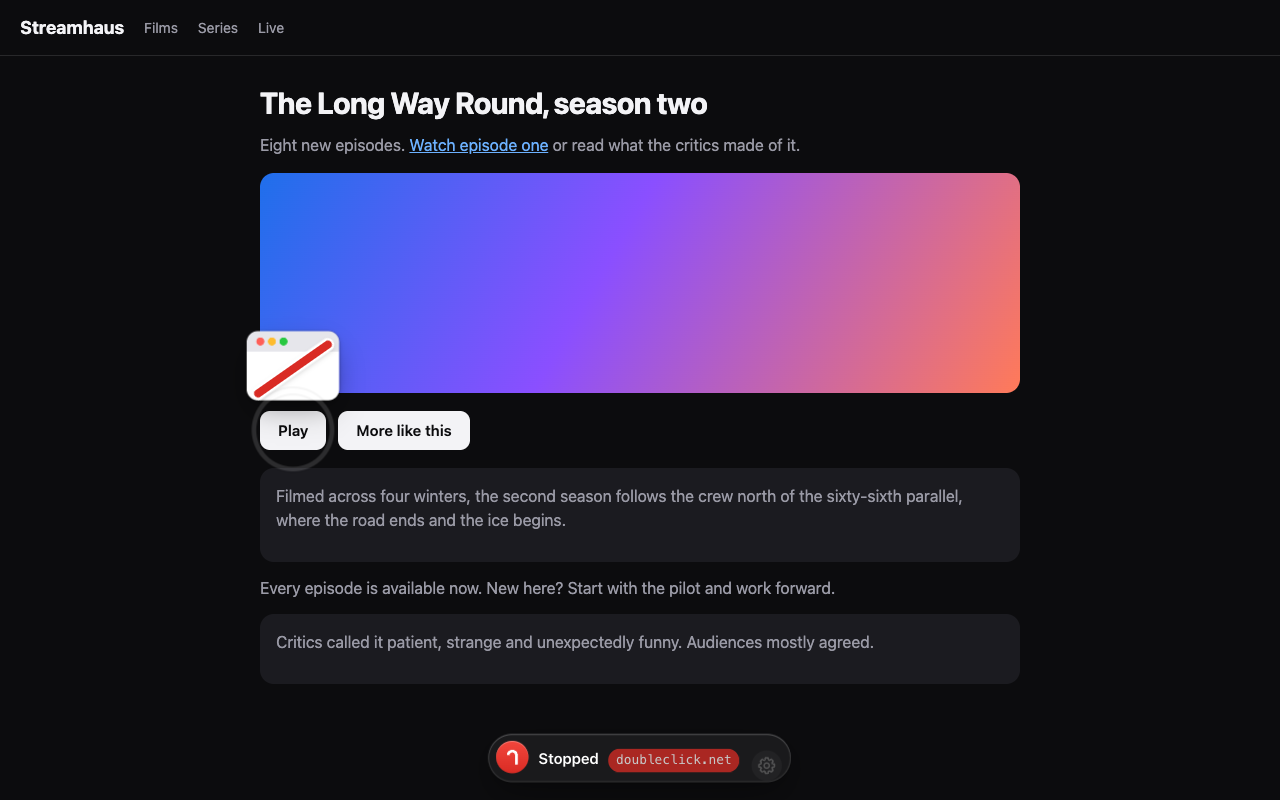 Streamhaus
Films
Series
Live
The Long Way Round, season two
Eight new episodes. Watch episode one or read what the critics made of it.
Play
More like this
Filmed across four winters, the second season follows the crew north of the sixty-sixth parallel,
where the road ends and the ice begins.
Every episode is available now. New here? Start with the pilot and work forward.
Critics called it patient, strange and unexpectedly funny. Audiences mostly agreed.
Stopped
doubleclick.net